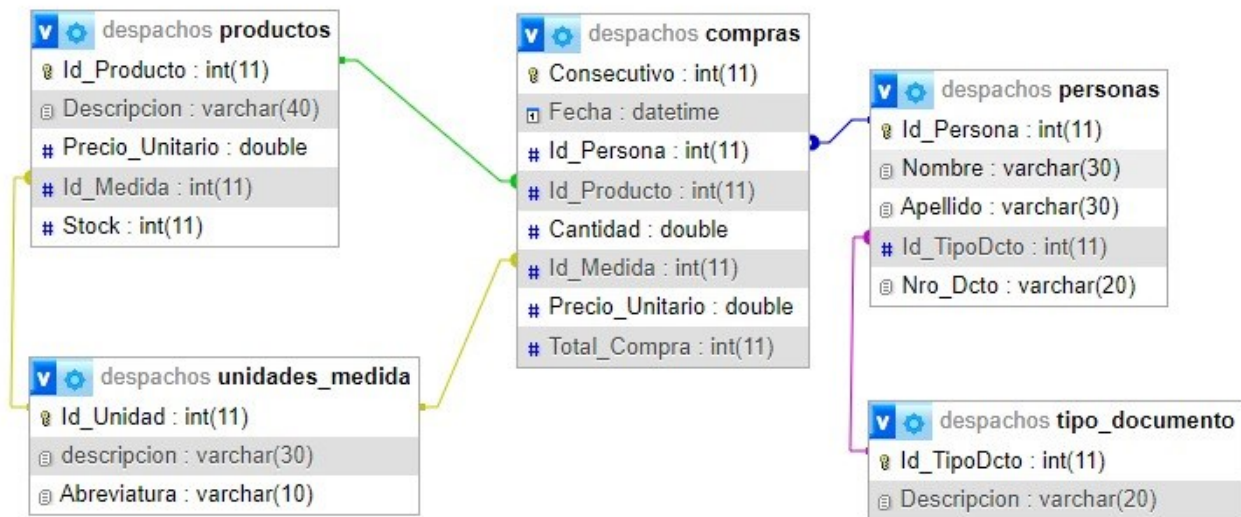 despachos productos
Id_Producto : int(11)
Descripcion : varchar(40)
Precio_Unitario : double
Id_Medida : int(11)
Stock : int(11)
despachos compras
Consecutivo : int(11)
Fecha : datetime
Id_Persona : int(11)
Id_Producto : int(11)
Cantidad : double
Id_Medida : int(11)
Precio_Unitario : double
Total_Compra : int(11)
despachos personas
Id_Persona : int(11)
Nombre : varchar(30)
Apellido : varchar(30)
Id_TipoDcto : int(11)
Nro_Dcto : varchar(20)
despachos unidades_medida
Id_Unidad : int(11)
descripcion : varchar(30)
Abreviatura : varchar(10)
despachos tipo_documento
Id_TipoDcto : int(11)
Descripcion : varchar(20)